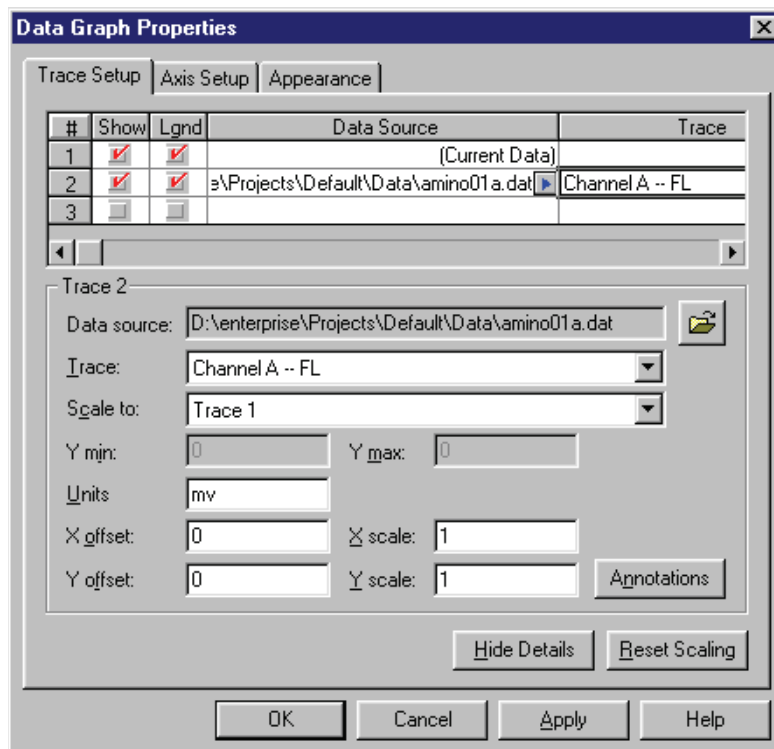 Data Graph Properties
Trace Setup Axis Setup Appearance
# Show Lgnd Data Source Trace
1 (Current Data)
2 e\Projects\Default\Data\amino01a.dat Channel A -- FL
3
Trace 2
Data source: D:\enterprise\Projects\Default\Data\amino01a.dat
Trace: Channel A -- FL
Scale to: Trace 1
Y min: 0 Y max: 0
Units mv
X offset: 0 X scale: 1
Y offset: 0 Y scale: 1 Annotations
Hide Details Reset Scaling
OK Cancel Apply Help